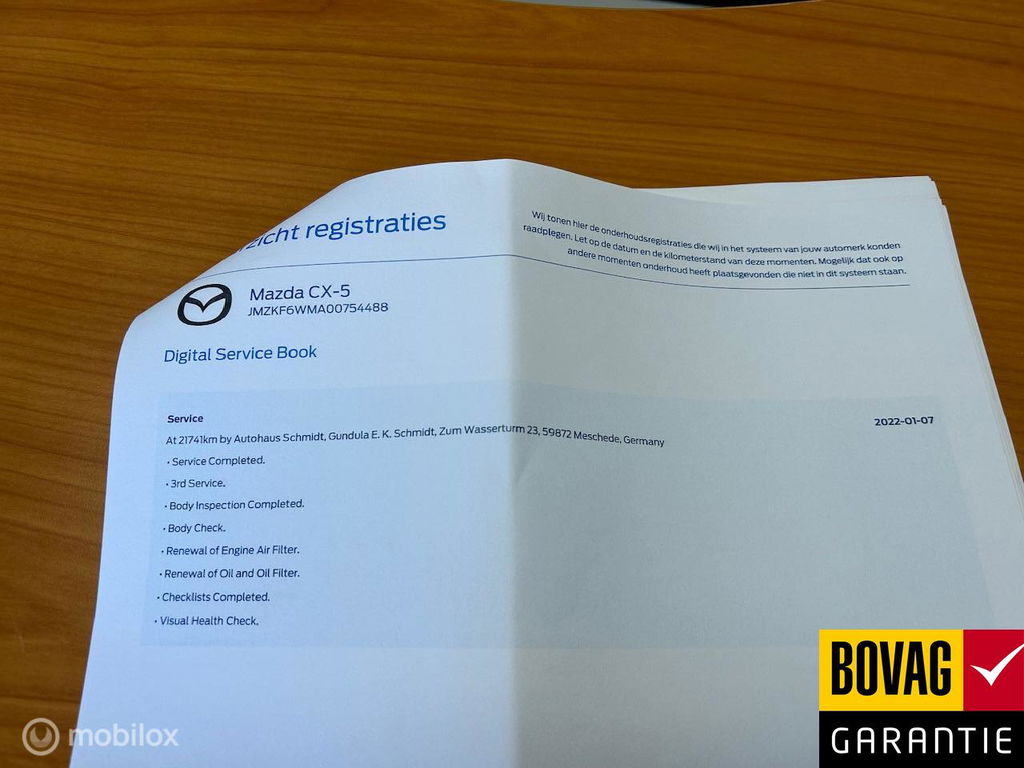 zicht registraties
Wij tonen hier de onderhoudsregistraties die wij in het systeem van jouw automerk konden
raadplegen. Let op de datum en de kilometerstand van deze momenten. Mogelijk dat ook op
andere momenten onderhoud heeft plaatsgevonden die niet in dit systeem staan.
Mazda CX-5
JMZKF6WMA00754488
Digital Service Book
Service
2022-01-07
At 21741km by Autohaus Schmidt, Gundula E. K. Schmidt, Zum Wasserturm 23, 59872 Meschede, Germany
• Service Completed.
• 3rd Service.
• Body Inspection Completed.
• Body Check.
• Renewal of Engine Air Filter.
• Renewal of Oil and Oil Filter.
• Checklists Completed.
• Visual Health Check.
BOVAG
GARANTIE
mobilox